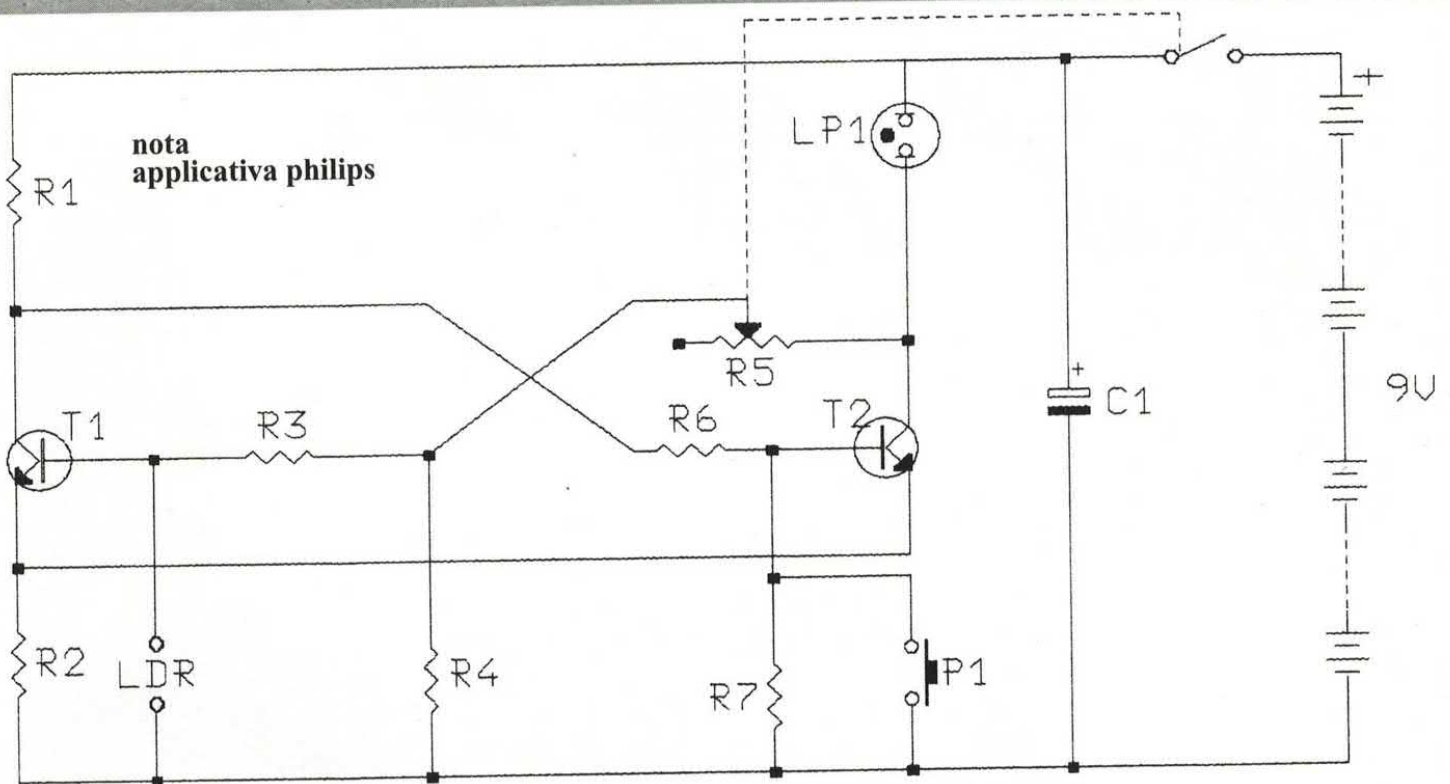 +
LP1
nota
applicativa philips
R1
R5
+
C1
9V
T1
R3
R6
T2
R2
LDR
R4
R7
P1